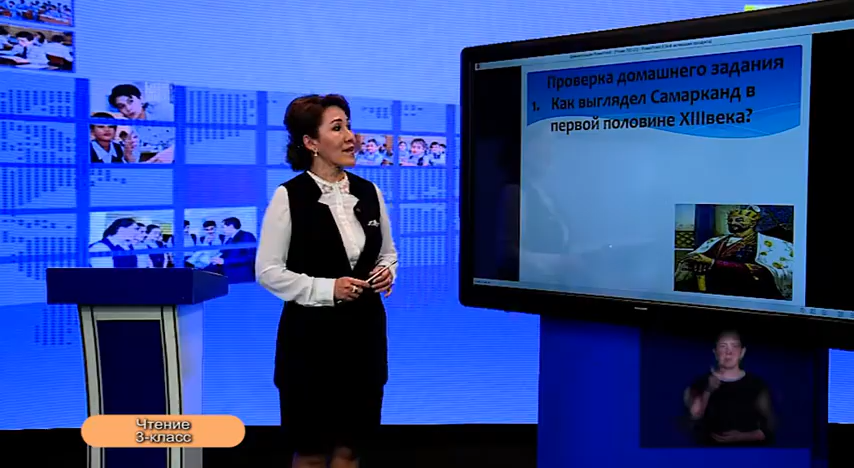 Проверка домашнего задания
1. Как выглядел Самарканд в
первой половине XIIIвека?
Чтение
3-класс